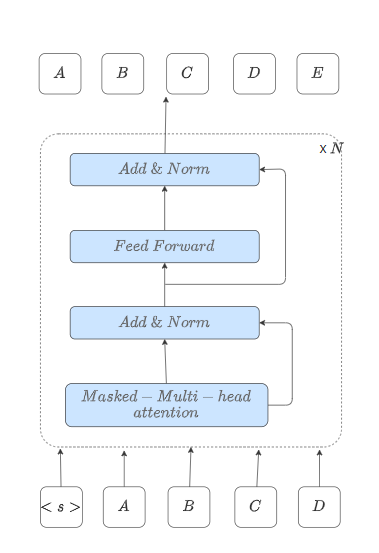 A B C D E
x N
Add & Norm
Feed Forward
Add & Norm
Masked – Multi – head
attention
< s > A B C D